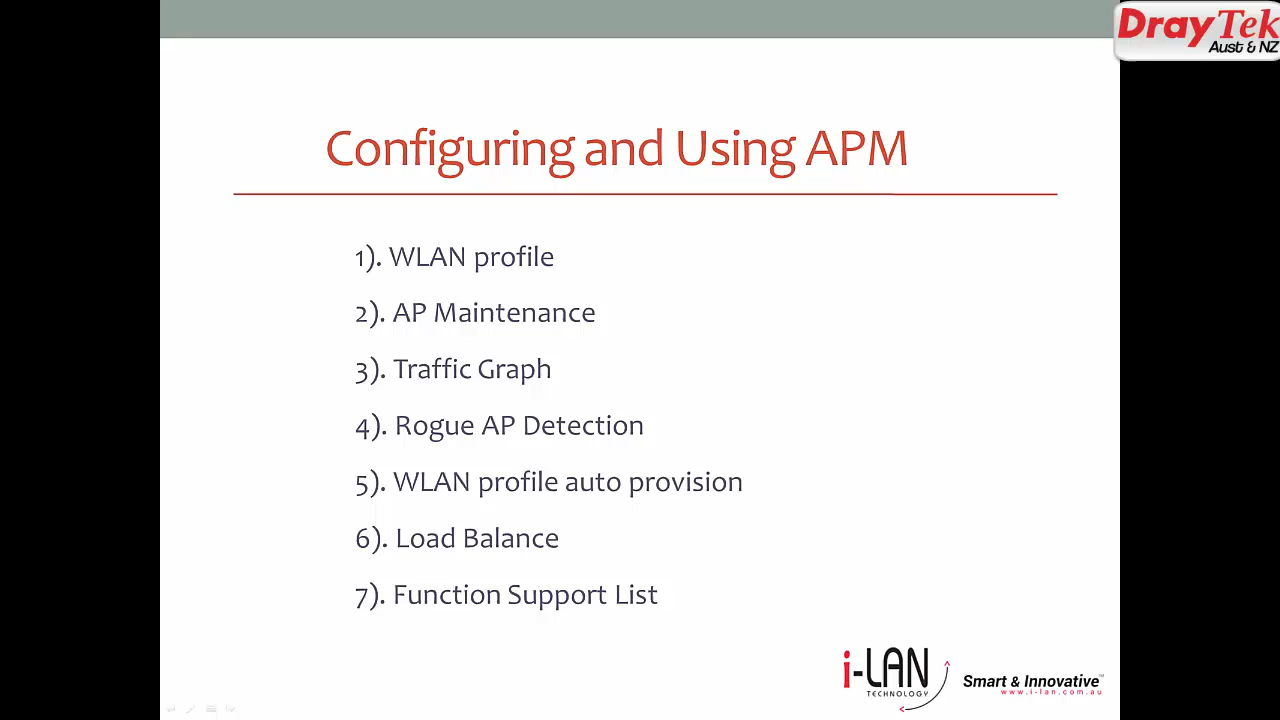 DrayTek
Aust & NZ
Configuring and Using APM
1). WLAN profile
2). AP Maintenance
3). Traffic Graph
4). Rogue AP Detection
5). WLAN profile auto provision
6). Load Balance
7). Function Support List
i-LAN
TECHNOLOGY
Smart & Innovative™
www.i-lan.com.au